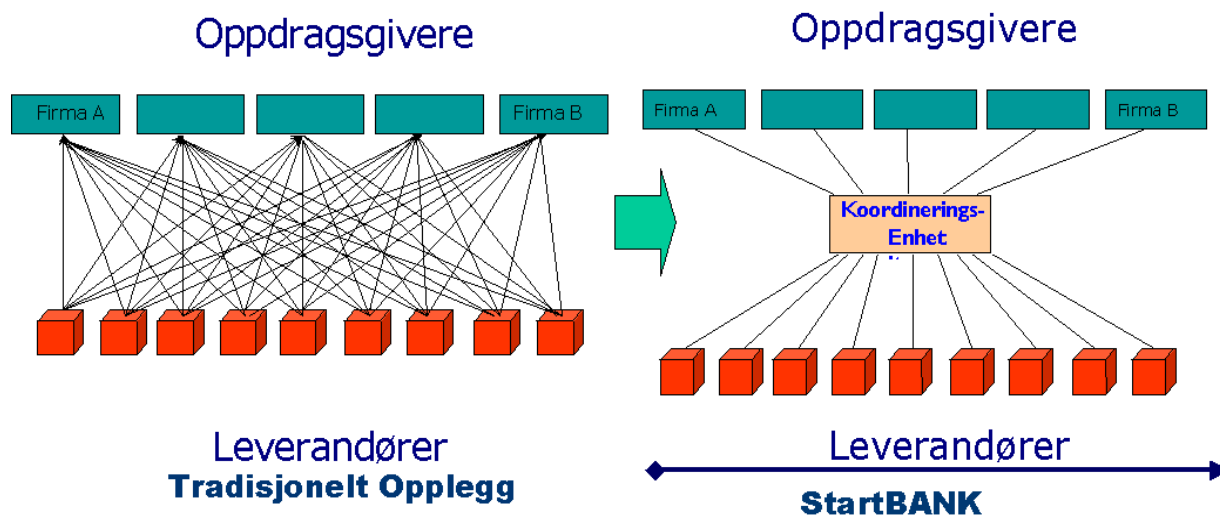 Oppdragsgivere
Firma A
Firma B
Leverandører
Tradisjonelt Opplegg
Oppdragsgivere
Firma A
Firma B
Koordinerings-
Enhet
Leverandører
StartBANK